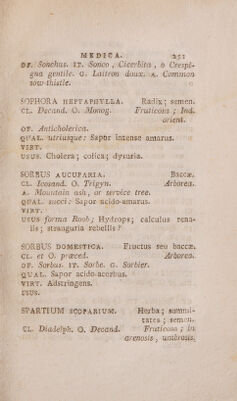 MEDICA. 251
OF. Sonchus. IT. Sonco, Cicerbita, o Crespi-
gna gentile. G. Laitron doux. A. Common
sow-thistle.
SOPHORA HEPTAPHYLLA. Radix; semen.
CL. Decand. O. Monog. Fruticosa; Ind.
orient.
OF. Anticholerica.
QUAL. utriusque: Sapor intense amarus.
VIRT.
USUS. Cholera; colica; dysuria.
SORBUS AUCUPARIA. Baccæ.
CL. Icosand. O. Trigyn. Arborea.
A. Mountain ash, or service tree.
QUAL. succi: Sapor acido-amarus.
VIRT.
USUS forma Roob; Hydrops; calculus rena-
lis; stranguria rebellis?
SORBUS DOMESTICA. Fructus seu baccæ.
CL. et O. præced. Arborea.
OF. Sorbus. IT. Sorbo. G. Sorbier.
QUAL. Sapor acido-acerbus.
VIRT. Adstringens.
USUS.
SPARTIUM SCOPARIUM. Herba; summi-
tates; semen.
CL. Diadelph. O. Decand. Fruticosa; in
arenosis, umbrosis,